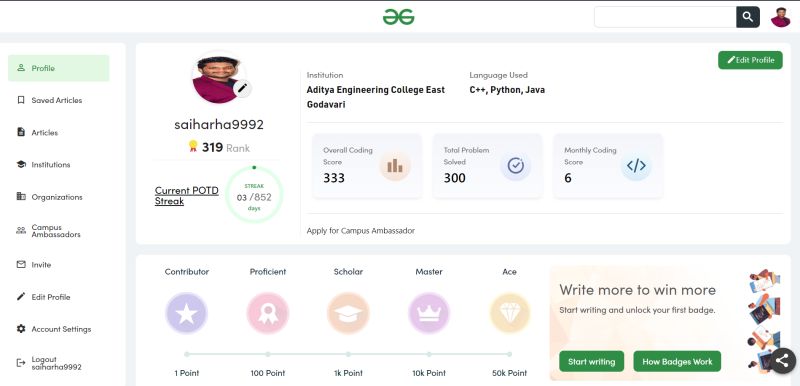 Edit Profile
Profile
Saved Articles
Articles
Institutions
Organizations
Campus
Ambassadors
Invite
Edit Profile
Account Settings
Logout
saiharha9992
saiharha9992
319 Rank
Current POTD
Streak
STREAK
03 /852
days
Institution
Aditya Engineering College East
Godavari
Language Used
C++, Python, Java
Overall Coding
Score
333
Total Problem
Solved
300
Monthly Coding
Score
6
Apply for Campus Ambassador
Contributor
Proficient
Scholar
Master
Ace
1 Point
100 Point
1k Point
10k Point
50k Point
Write more to win more
Start writing and unlock your first badge.
Start writing
How Badges Work